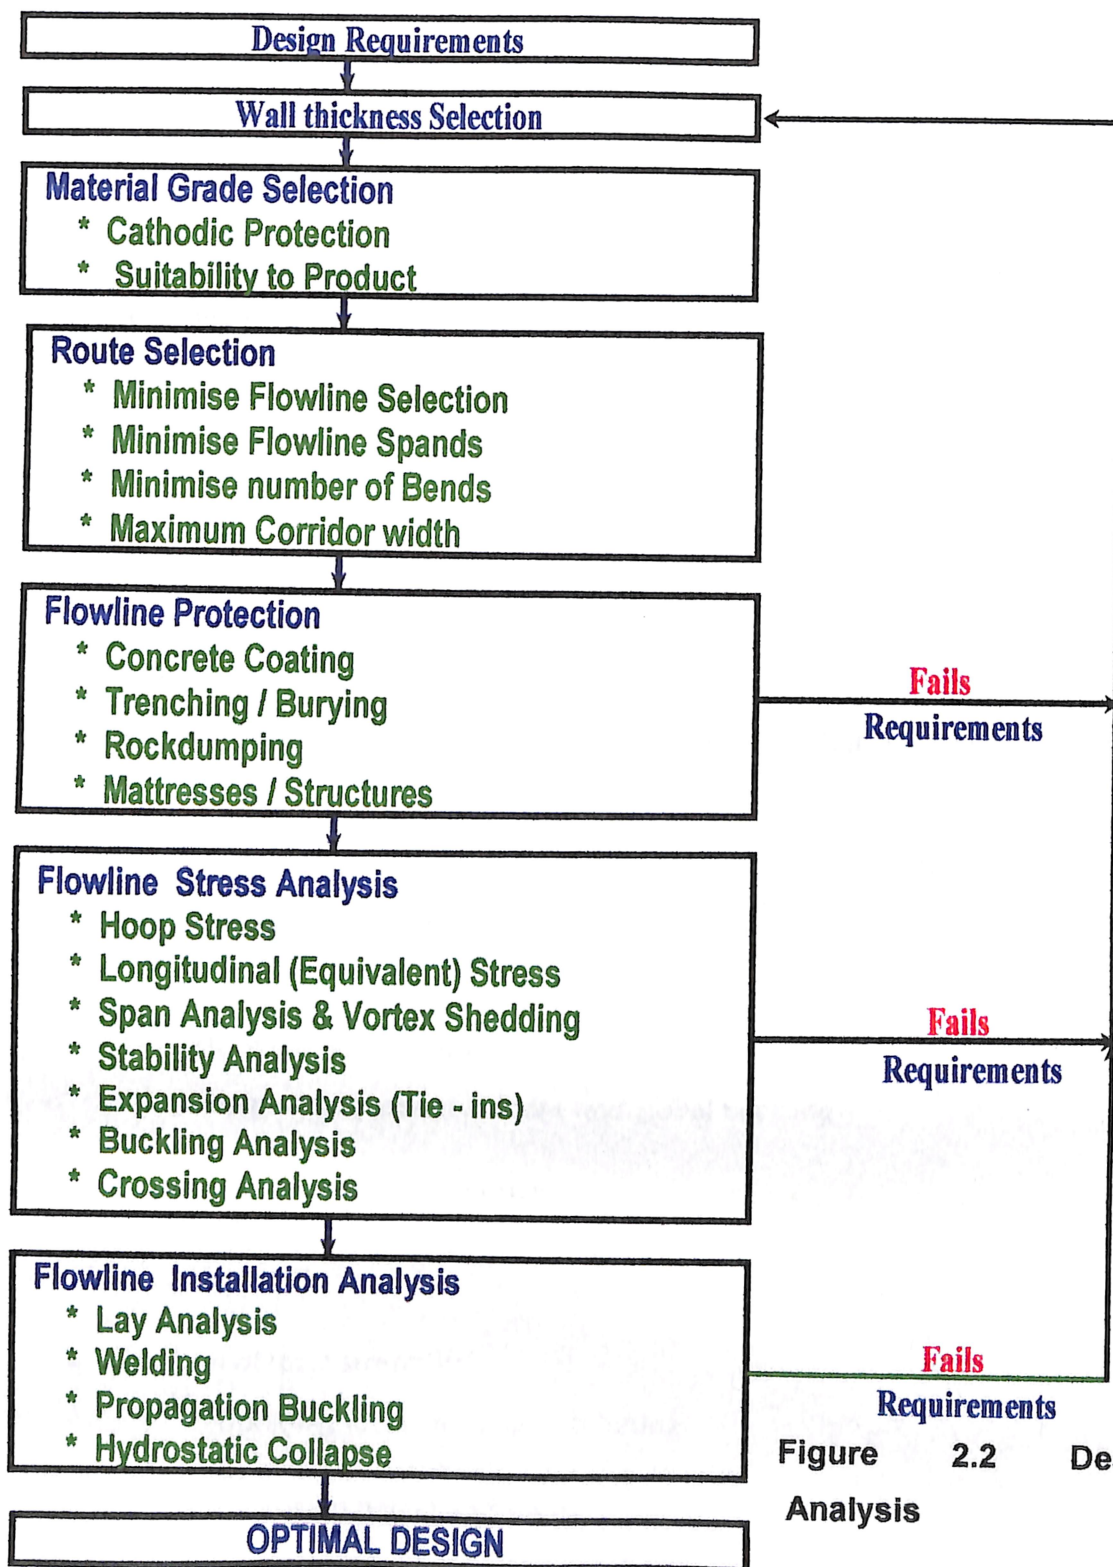 Design Requirements
Wall thickness Selection
Material Grade Selection
* Cathodic Protection
* Suitability to Product
Route Selection
* Minimise Flowline Selection
* Minimise Flowline Spands
* Minimise number of Bends
* Maximum Corridor width
Flowline Protection
* Concrete Coating
* Trenching / Burying
* Rockdumping
* Mattresses / Structures
Fails
Requirements
Flowline Stress Analysis
* Hoop Stress
* Longitudinal (Equivalent) Stress
* Span Analysis & Vortex Shedding
* Stability Analysis
* Expansion Analysis (Tie - ins)
* Buckling Analysis
* Crossing Analysis
Fails
Requirements
Flowline Installation Analysis
* Lay Analysis
* Welding
* Propagation Buckling
* Hydrostatic Collapse
Fails
Requirements
Figure 2.2
Analysis
OPTIMAL DESIGN